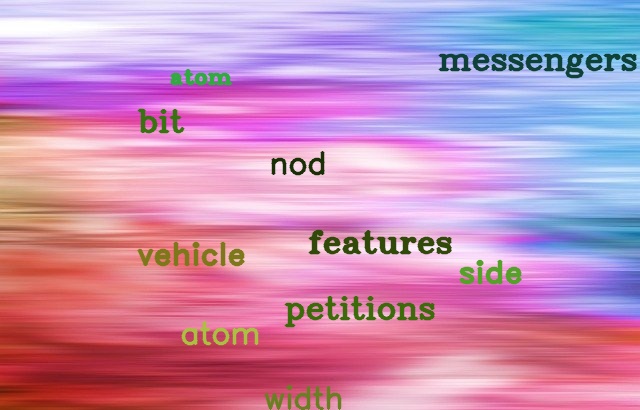 messengers
atom
bit
nod
features
vehicle
side
petitions
atom
width